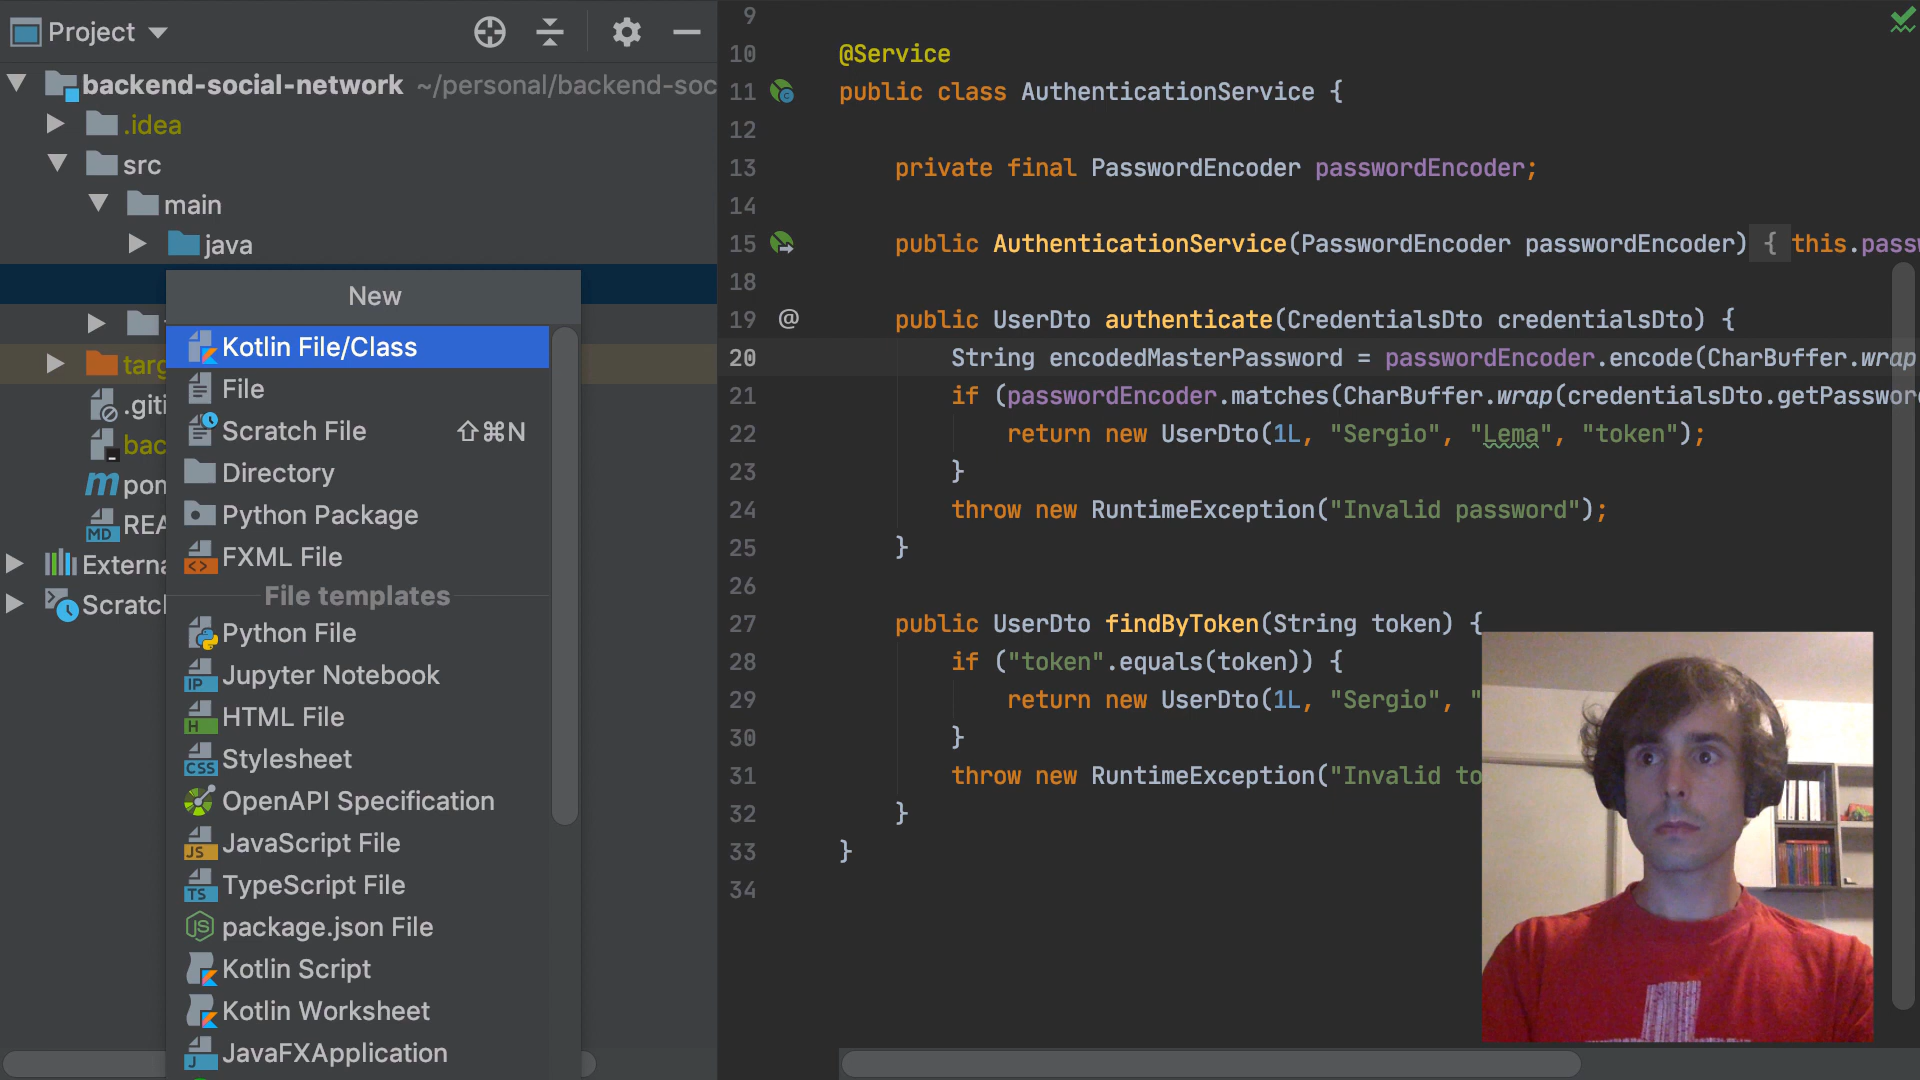 Project
backend-social-network ~/personal/backend-soc
.idea
src
main
java
New
Kotlin File/Class
File
Scratch File ⇧⌘N
Directory
Python Package
FXML File
File templates
Python File
Jupyter Notebook
HTML File
Stylesheet
OpenAPI Specification
JavaScript File
TypeScript File
package.json File
Kotlin Script
Kotlin Worksheet
JavaFXApplication
targ
.giti
bac
pon
REA
Externa
Scratcl
9
10 @Service
11 public class AuthenticationService {
12
13 private final PasswordEncoder passwordEncoder;
14
15 public AuthenticationService(PasswordEncoder passwordEncoder) { this.passw
18
19 @ public UserDto authenticate(CredentialsDto credentialsDto) {
20 String encodedMasterPassword = passwordEncoder.encode(CharBuffer.wrap
21 if (passwordEncoder.matches(CharBuffer.wrap(credentialsDto.getPasswor
22 return new UserDto(1L, "Sergio", "Lema", "token");
23 }
24 throw new RuntimeException("Invalid password");
25 }
26
27 public UserDto findByToken(String token) {
28 if ("token".equals(token)) {
29 return new UserDto(1L, "Sergio", "
30 }
31 throw new RuntimeException("Invalid to
32 }
33 }
34